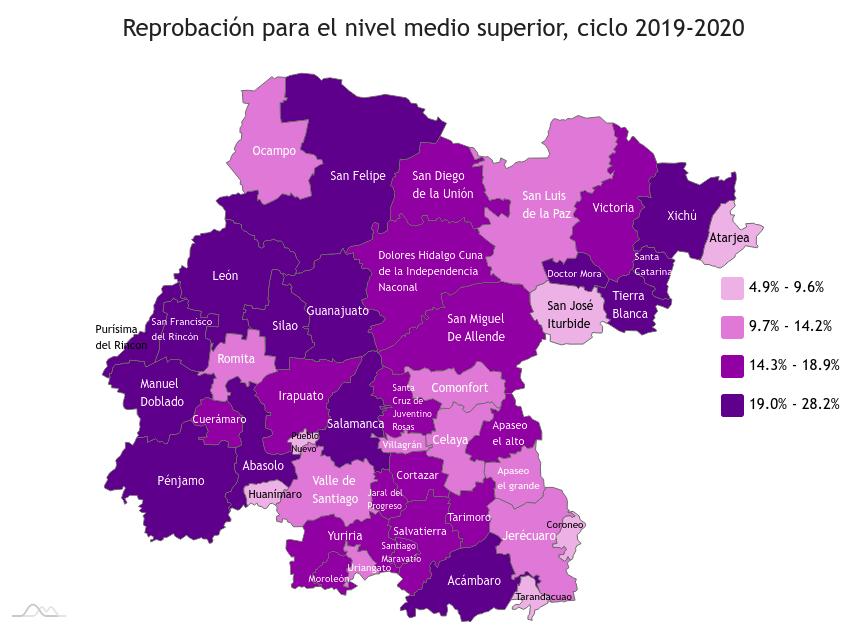 Reprobación para el nivel medio superior, ciclo 2019-2020
Ocampo
San Felipe
San Diego
de la Unión
San Luis
de la Paz
Victoria
Xichú
Atarjea
Dolores Hidalgo Cuna
de la Independencia
Naconal
Santa
Catarina
Doctor Mora
León
Tierra
Blanca
San José
Iturbide
Guanajuato
San Miguel
De Allende
Silao
San Francisco
del Rincón
Purísima
del Rincón
Romita
Manuel
Doblado
Irapuato
Comonfort
Santa
Cruz de
Juventino
Rosas
Cuerámaro
Salamanca
Apaseo
el alto
Pueblo
Nuevo
Villagrán
Celaya
Abasolo
Cortazar
Apaseo
el grande
Pénjamo
Valle de
Santiago
Huanímaro
Jaral del
Progreso
Tarimoro
Coroneo
Jerécuaro
Yuriria
Salvatierra
Santiago
Maravatío
Uriangato
Moroleón
Acámbaro
Tarandacuao
4.9% - 9.6%
9.7% - 14.2%
14.3% - 18.9%
19.0% - 28.2%